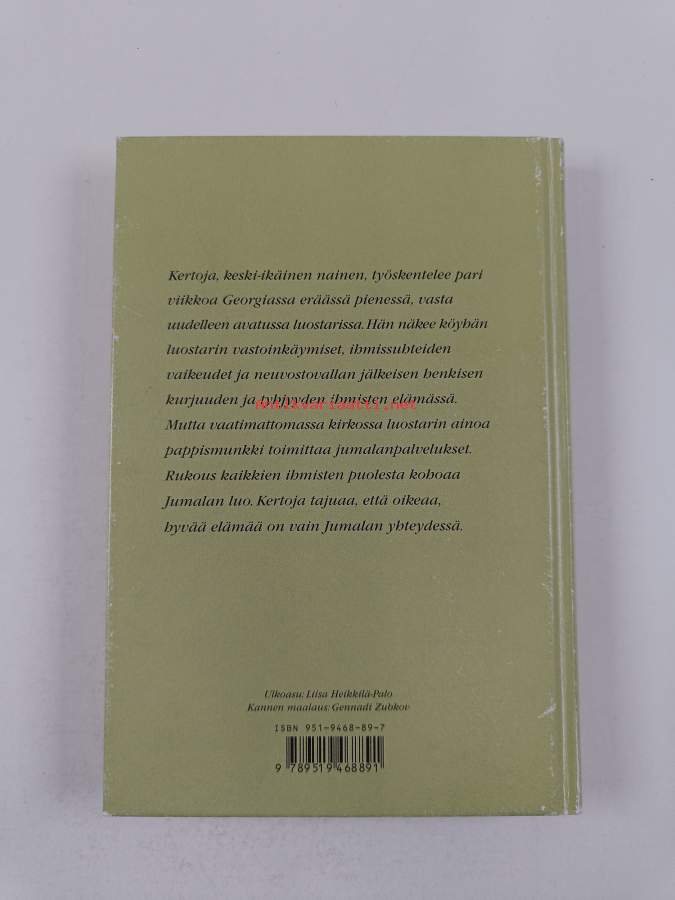 Kertoja, keski-ikäinen nainen, työskentelee pari
viikkoa Georgiassa eräässä pienessä, vasta
uudelleen avatussa luostarissa. Hän näkee köyhän
luostarin vastoinkäymiset, ihmissuhteiden
vaikeudet ja neuvostovallan jälkeisen henkisen
kurjuuden ja tyhjyyden ihmisten elämässä.
Antikvariaatti.net
Mutta vaatimattomassa kirkossa luostarin ainoa
pappismunkki toimittaa jumalanpalvelukset.
Rukous kaikkien ihmisten puolesta kohoaa
Jumalan luo. Kertoja tajuaa, että oikeaa,
hyvää elämää on vain Jumalan yhteydessä.
Ulkoasu: Liisa Heikkilä-Palo
Kannen maalaus: Gennadi Zubkov
ISBN 951-9468-89-7
9 789519 468891